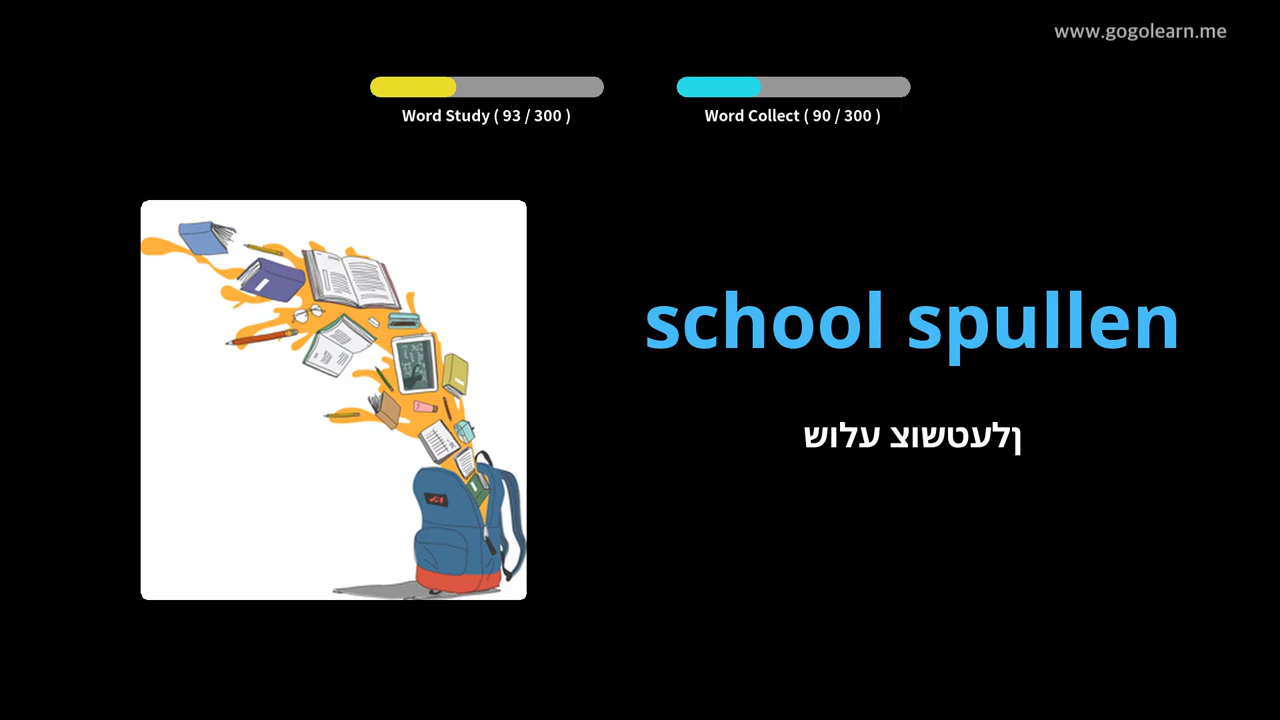 www.gogolearn.me
Word Study ( 93 / 300 )
Word Collect ( 90 / 300 )
school spullen
שולע צושטעלן